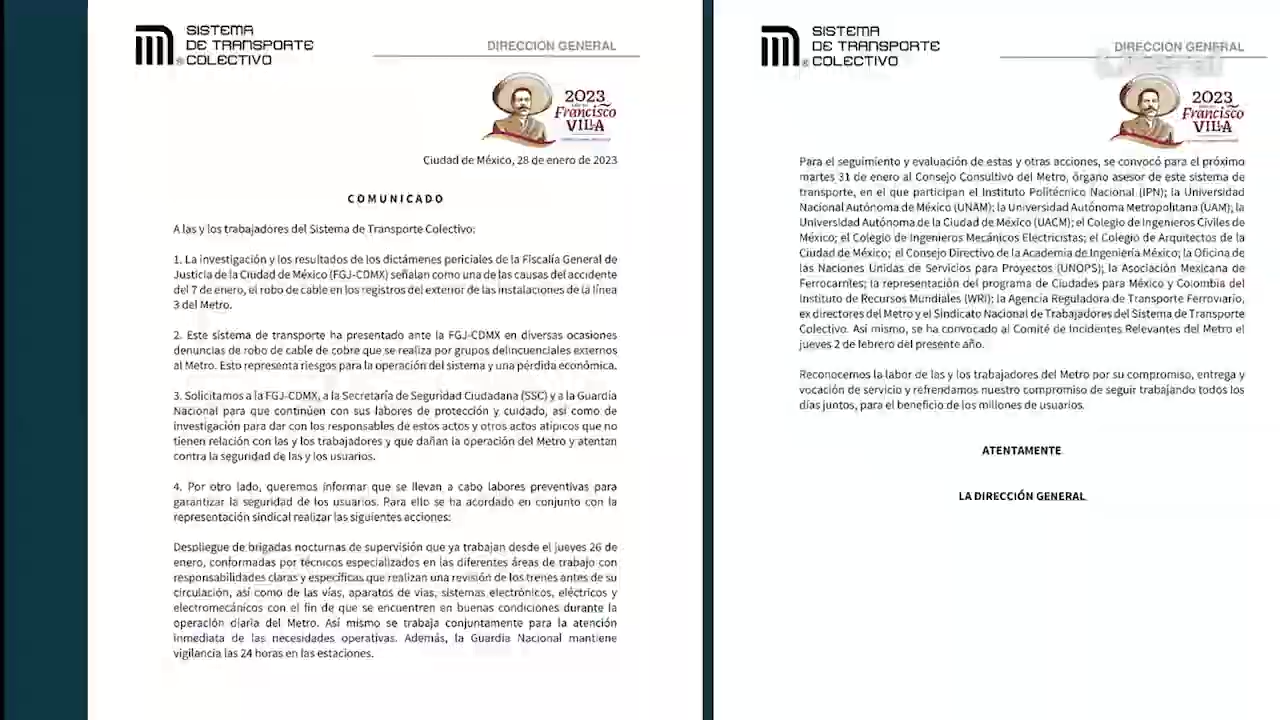 SISTEMA
DE TRANSPORTE
COLECTIVO
DIRECCIÓN GENERAL
2023
Francisco
VILLA
Ciudad de México, 28 de enero de 2023
COMUNICADO
A las y los trabajadores del Sistema de Transporte Colectivo:
1. La investigación y los resultados de los dictámenes periciales de la Fiscalía General de
Justicia de la Ciudad de México (FGJ-CDMX) señalan como una de las causas del accidente
del 7 de enero, el robo de cable en los registros del exterior de las instalaciones de la línea
3 del Metro.
2. Este sistema de transporte ha presentado ante la FGJ-CDMX en diversas ocasiones
denuncias de robo de cable de cobre que se realiza por grupos delincuenciales externos
al Metro. Esto representa riesgos para la operación del sistema y una pérdida económica.
3. Solicitamos a la FGJ-CDMX, a la Secretaría de Seguridad Ciudadana (SSC) y a la Guardia
Nacional para que continúen con sus labores de protección y cuidado, así como de
investigación para dar con los responsables de estos actos y otros actos atípicos que no
tienen relación con las y los trabajadores y que dañan la operación del Metro y atentan
contra la seguridad de las y los usuarios.
4. Por otro lado, queremos informar que se llevan a cabo labores preventivas para
garantizar la seguridad de los usuarios. Para ello se ha acordado en conjunto con la
representación sindical realizar las siguientes acciones:
Despliegue de brigadas nocturnas de supervisión que ya trabajan desde el jueves 26 de
enero, conformadas por técnicos especializados en las diferentes áreas de trabajo con
responsabilidades claras y específicas que realizan una revisión de los trenes antes de su
circulación, así como de las vías, aparatos de vías, sistemas electrónicos, eléctricos y
electromecánicos con el fin de que se encuentren en buenas condiciones durante la
operación diaria del Metro. Así mismo se trabaja conjuntamente para la atención
inmediata de las necesidades operativas. Además, la Guardia Nacional mantiene
vigilancia las 24 horas en las estaciones.
SISTEMA
DE TRANSPORTE
COLECTIVO
DIRECCIÓN GENERAL
2023
Francisco
VILLA
Para el seguimiento y evaluación de estas y otras acciones, se convocó para el próximo
martes 31 de enero al Consejo Consultivo del Metro, órgano asesor de este sistema de
transporte, en el que participan el Instituto Politécnico Nacional (IPN); la Universidad
Nacional Autónoma de México (UNAM); la Universidad Autónoma Metropolitana (UAM); la
Universidad Autónoma de la Ciudad de México (UACM); el Colegio de Ingenieros Civiles de
México; el Colegio de Ingenieros Mecánicos Electricistas; el Colegio de Arquitectos de la
Ciudad de México; el Consejo Directivo de la Academia de Ingeniería México; la Oficina de
las Naciones Unidas de Servicios para Proyectos (UNOPS); la Asociación Mexicana de
Ferrocarriles; la representación del programa de Ciudades para México y Colombia del
Instituto de Recursos Mundiales (WRI); la Agencia Reguladora de Transporte Ferroviario,
ex directores del Metro y el Sindicato Nacional de Trabajadores del Sistema de Transporte
Colectivo. Así mismo, se ha convocado al Comité de Incidentes Relevantes del Metro el
jueves 2 de febrero del presente año.
Reconocemos la labor de las y los trabajadores del Metro por su compromiso, entrega y
vocación de servicio y refrendamos nuestro compromiso de seguir trabajando todos los
días juntos, para el beneficio de los millones de usuarios.
ATENTAMENTE
LA DIRECCIÓN GENERAL